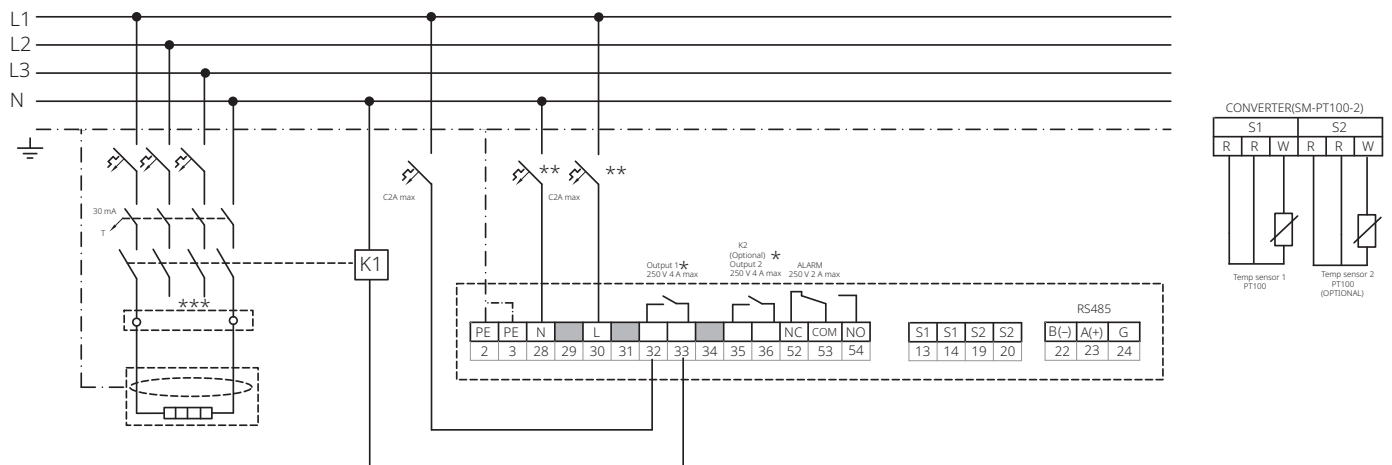 L1
L2
L3
N
CONVERTER(SM-PT100-2)
S1 S2
R R W R R W
** **
C2A max C2A max
30 mA
T
K1
***
K2
(Optional) *
Output 1* Output 2 ALARM
250 V 4 A max 250 V 4 A max 250 V 2 A max
Temp sensor 1
PT100
Temp sensor 2
PT100
(OPTIONAL)
RS485
PE PE N L NC COM NO
2 3 28 29 30 31 32 33 34 35 36 52 53 54
S1 S1 S2 S2
13 14 19 20
B(–) A(+) G
22 23 24